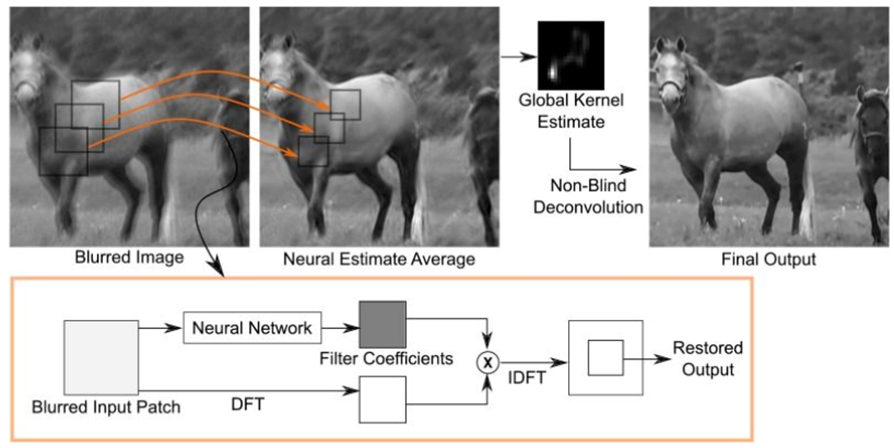 Global Kernel
Estimate
Non-Blind
Deconvolution
Blurred Image
Neural Estimate Average
Final Output
Neural Network
Filter Coefficients
X
Restored
Output
IDFT
Blurred Input Patch
DFT